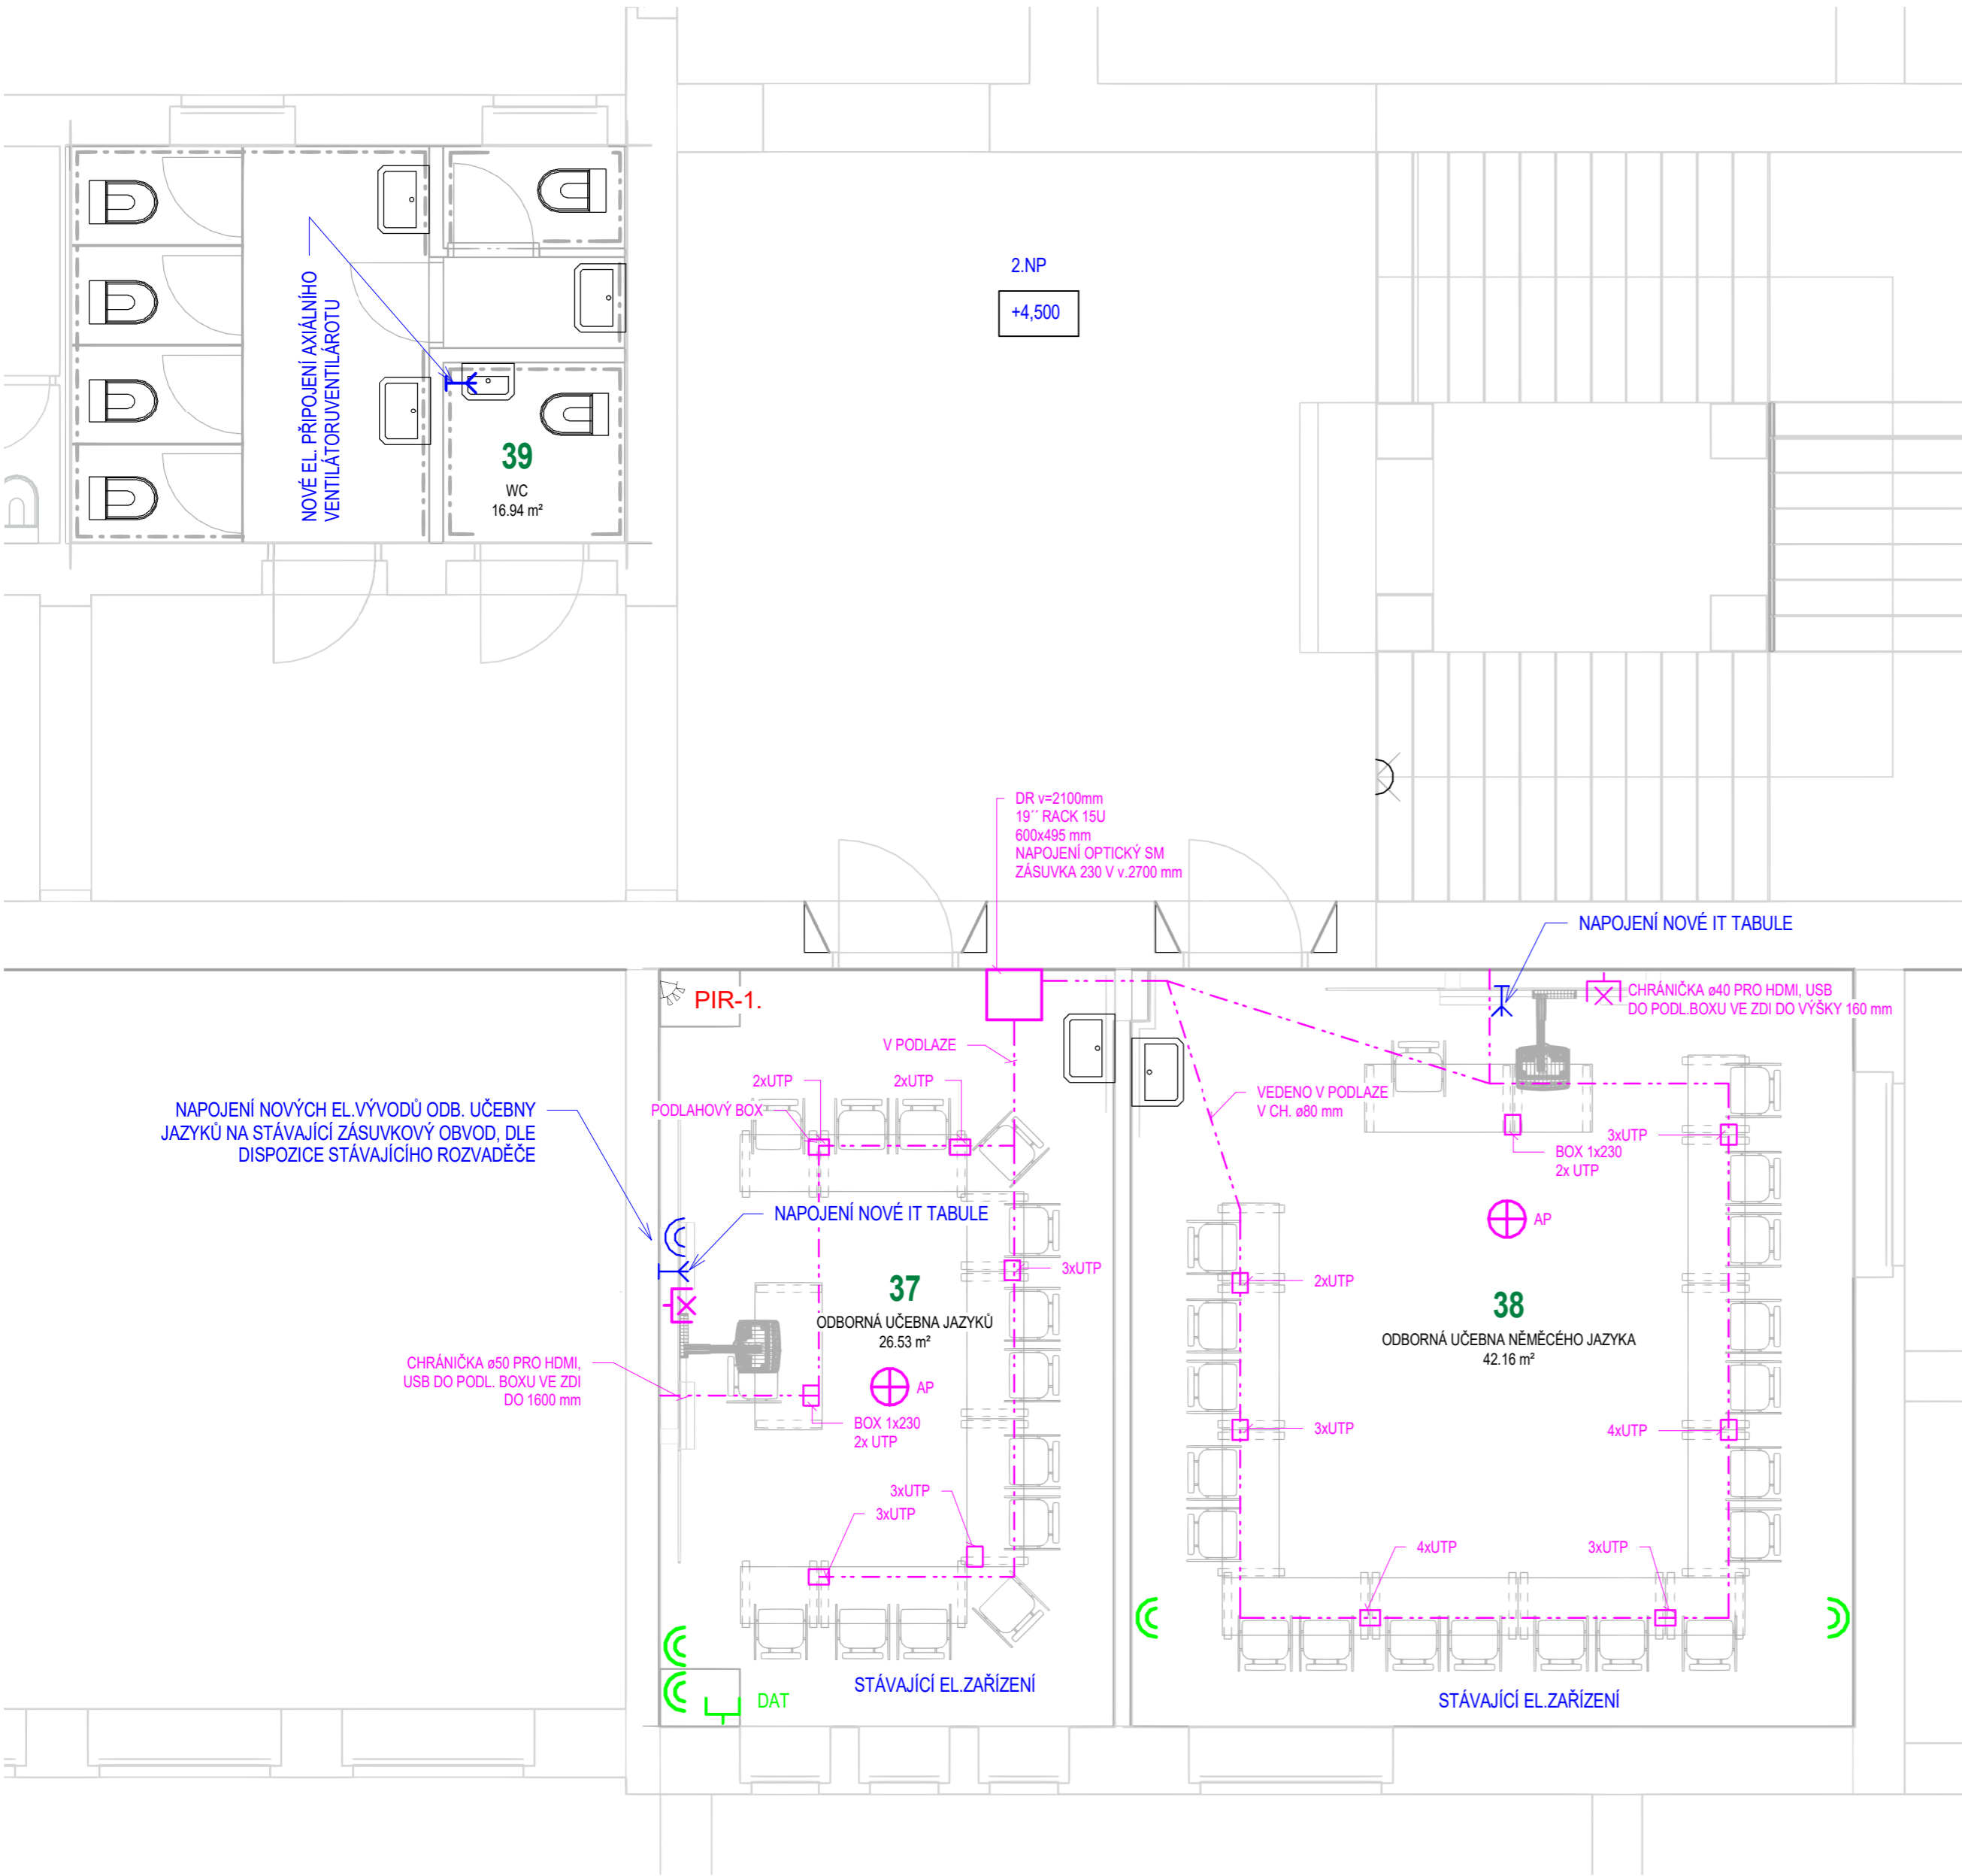 2.NP
+4,500
NOVÉ EL. PŘIPOJENÍ AXIÁLNÍHO
VENTILÁTORUVENTILÁROTU
39
WC
16.94 m²
DR v=2100mm
19´´ RACK 15U
600x495 mm
NAPOJENÍ OPTICKÝ SM
ZÁSUVKA 230 V v.2700 mm
NAPOJENÍ NOVÉ IT TABULE
PIR-1.
CHRÁNIČKA ø40 PRO HDMI, USB
DO PODL.BOXU VE ZDI DO VÝŠKY 160 mm
V PODLAZE
2xUTP
2xUTP
PODLAHOVÝ BOX
VEDENO V PODLAZE
V CH. ø80 mm
3xUTP
BOX 1x230
2x UTP
NAPOJENÍ NOVÝCH EL.VÝVODŮ ODB. UČEBNY
JAZYKŮ NA STÁVAJÍCÍ ZÁSUVKOVÝ OBVOD, DLE
DISPOZICE STÁVAJÍCÍHO ROZVADĚČE
NAPOJENÍ NOVÉ IT TABULE
AP
3xUTP
2xUTP
37
ODBORNÁ UČEBNA JAZYKŮ
26.53 m²
38
ODBORNÁ UČEBNA NĚMĚCÉHO JAZYKA
42.16 m²
CHRÁNIČKA ø50 PRO HDMI,
USB DO PODL. BOXU VE ZDI
DO 1600 mm
AP
BOX 1x230
2x UTP
3xUTP
4xUTP
3xUTP
3xUTP
4xUTP
3xUTP
DAT
STÁVAJÍCÍ EL.ZAŘÍZENÍ
STÁVAJÍCÍ EL.ZAŘÍZENÍ